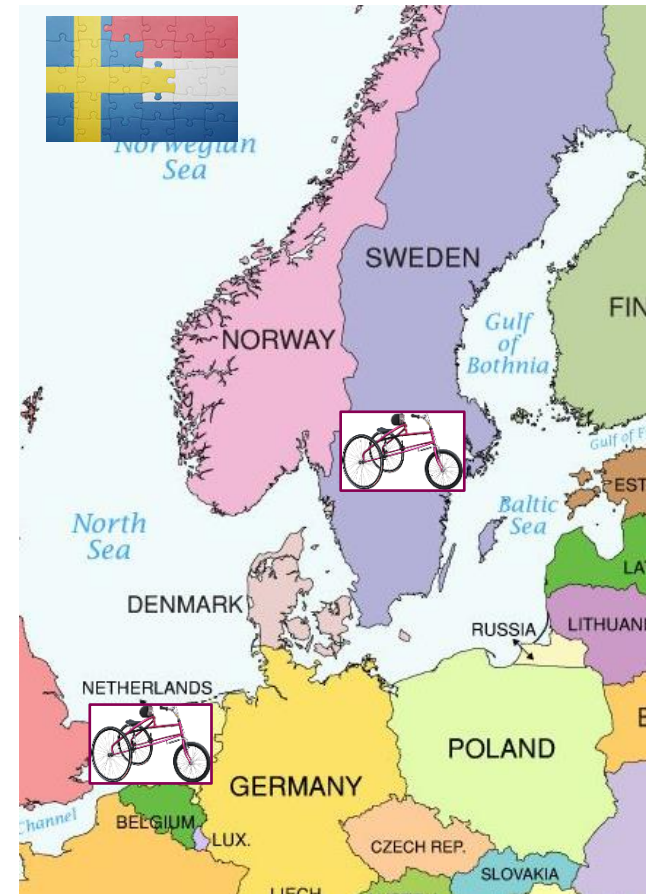 Norwegian
Sea
SWEDEN
FIN
NORWAY
Gulf
of
Bothnia
Gulf of F
EST
Baltic
Sea
North
Sea
LA
DENMARK
RUSSIA
LITHUANI
NETHERLANDS
E
POLAND
GERMANY
Channel
BELGIUM
LUX.
CZECH REP.
SLOVAKIA
LIECH